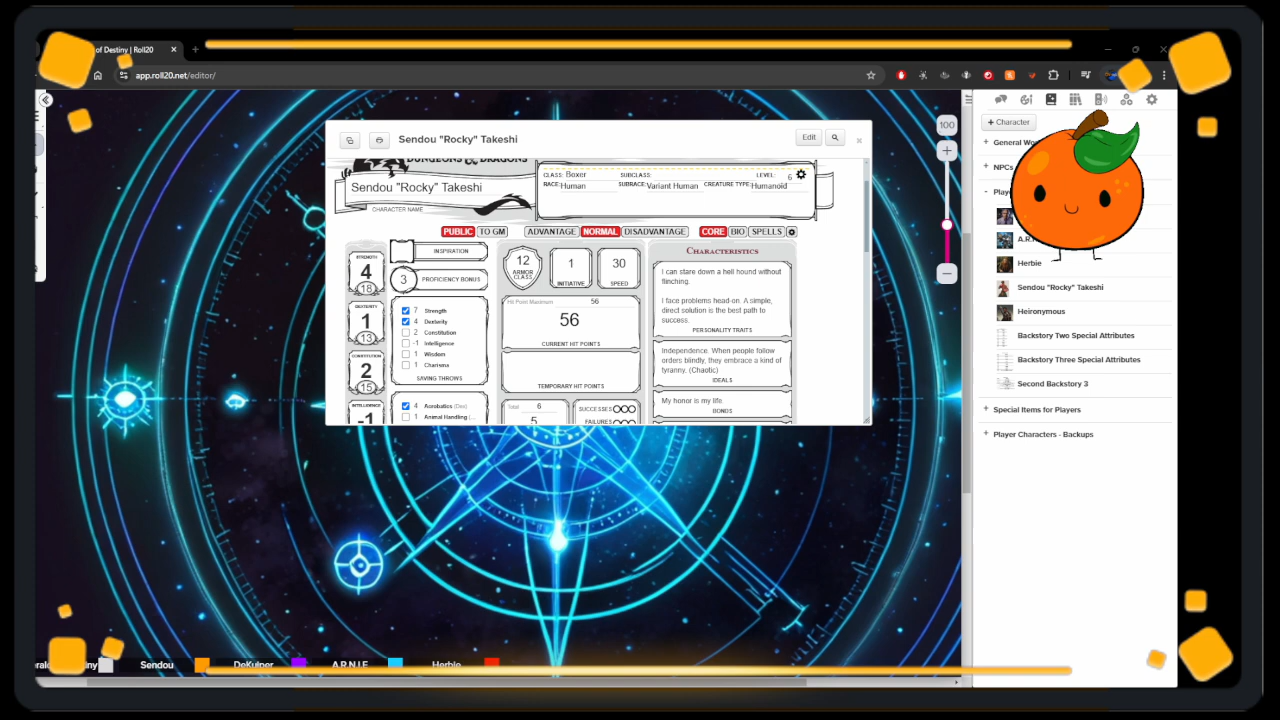 of Destiny | Roll20
app.roll20.net/editor/
100
Sendou "Rocky" Takeshi
Edit
DUNGEONS & DRAGONS
Sendou "Rocky" Takeshi
CHARACTER NAME
CLASS: Boxer
SUBCLASS:
LEVEL: 6
RACE: Human
SUBRACE: Variant Human
CREATURE TYPE: Humanoid
PUBLIC TO GM
ADVANTAGE NORMAL DISADVANTAGE
CORE BIO SPELLS
STRENGTH
4
18
DEXTERITY
1
13
CONSTITUTION
2
15
INTELLIGENCE
-1
INSPIRATION
3 PROFICIENCY BONUS
7 Strength
4 Dexterity
2 Constitution
-1 Intelligence
1 Wisdom
1 Charisma
SAVING THROWS
4 Acrobatics (Dex)
1 Animal Handling
12
ARMOR CLASS
1
INITIATIVE
30
SPEED
Hit Point Maximum 56
56
CURRENT HIT POINTS
TEMPORARY HIT POINTS
Total 6
5
SUCCESSES
FAILURES
CHARACTERISTICS
I can stare down a hell hound without
flinching.
I face problems head-on. A simple,
direct solution is the best path to
success.
PERSONALITY TRAITS
Independence. When people follow
orders blindly, they embrace a kind of
tyranny. (Chaotic)
IDEALS
My honor is my life.
BONDS
+ Character
General Wo
NPCs
Play
A.R.
Herbie
Sendou "Rocky" Takeshi
Heironymous
Backstory Two Special Attributes
Backstory Three Special Attributes
Second Backstory 3
Special Items for Players
Player Characters - Backups
Sendou
DeKulper
A.R.N.I.E
Herbie